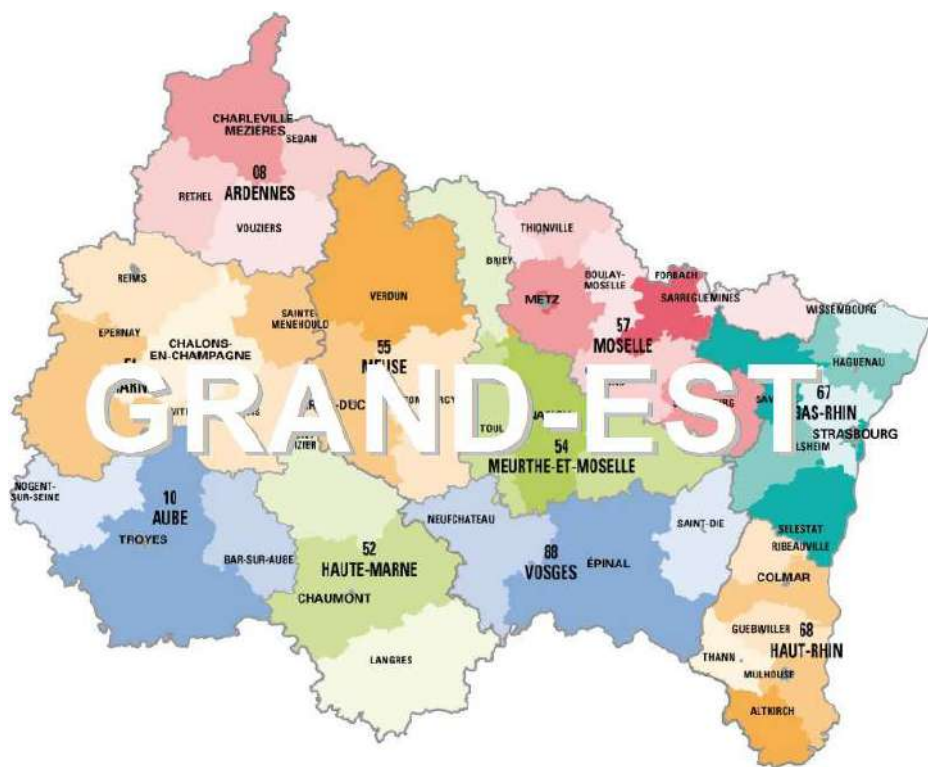 CHARLEVILLE-
MEZIÈRES
SEDAN
08
ARDENNES
RETHEL
VOUZIERS
THIONVILLE
BRIEY
BOULAY-
MOSELLE
FORBACH
REIMS
VERDUN
METZ
SARREGUEMINES
WISSEMBOURG
SAINTE-
MENEHOULD
EPERNAY
CHALONS-
EN-CHAMPAGNE
57
MOSELLE
55
MEUSE
HAGUENAU
GRAND-EST
67
BAS-RHIN
TOUL
STRASBOURG
54
MEURTHE-ET-MOSELLE
NOGENT-
SUR-SEINE
10
AUBE
TROYES
BAR-SUR-AUBE
NEUFCHATEAU
SAINT-DIE
SELESTAT
RIBEAUVILLE
52
HAUTE-MARNE
88
VOSGES
ÉPINAL
COLMAR
CHAUMONT
GUEBWILLER
68
HAUT-RHIN
LANGRES
THANN
MULHOUSE
ALTKIRCH